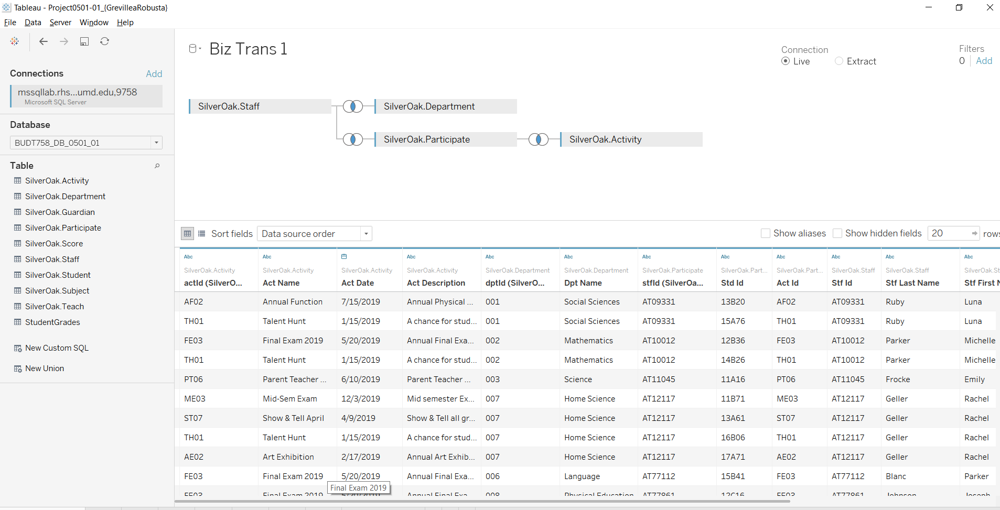 Tableau - Project0501-01_{GrevilleaRobusta}
File Data Server Window Help
Connections Add
mssqllab.rhs...umd.edu,9758
Microsoft SQL Server
Database
BUDT758_DB_0501_01
Table
SilverOak.Activity
SilverOak.Department
SilverOak.Guardian
SilverOak.Participate
SilverOak.Score
SilverOak.Staff
SilverOak.Student
SilverOak.Subject
SilverOak.Teach
StudentGrades
New Custom SQL
New Union
Biz Trans 1
Connection
Live Extract
Filters
0 Add
SilverOak.Staff SilverOak.Department
SilverOak.Participate SilverOak.Activity
Sort fields Data source order Show aliases Show hidden fields 20 rows
Abc Abc Abc Abc Abc Abc Abc Abc Abc Abc Abc
SilverOak.Activity SilverOak.Activity SilverOak.Activity SilverOak.Activity SilverOak.Department SilverOak.Department SilverOak.Participate SilverOak.Part... SilverOak.Part... SilverOak.Staff SilverOak.Staff SilverOak.St
actId (SilverO... Act Name Act Date Act Description dptId (SilverO... Dpt Name stfId (SilverOa... Std Id Act Id Stf Id Stf Last Name Stf First N
AF02 Annual Function 7/15/2019 Annual Physical ... 001 Social Sciences AT09331 13B20 AF02 AT09331 Ruby Luna
TH01 Talent Hunt 1/15/2019 A chance for stud... 001 Social Sciences AT09331 15A76 TH01 AT09331 Ruby Luna
FE03 Final Exam 2019 5/20/2019 Annual Final Exa... 002 Mathematics AT10012 12B36 FE03 AT10012 Parker Michelle
TH01 Talent Hunt 1/15/2019 A chance for stud... 002 Mathematics AT10012 14B26 TH01 AT10012 Parker Michelle
PT06 Parent Teacher ... 6/10/2019 Parent Teacher ... 003 Science AT11045 11A16 PT06 AT11045 Frocke Emily
ME03 Mid-Sem Exam 12/3/2019 Mid semester Ex... 007 Home Science AT12117 11B71 ME03 AT12117 Geller Rachel
ST07 Show & Tell April 4/9/2019 Show & Tell all gr... 007 Home Science AT12117 13A61 ST07 AT12117 Geller Rachel
TH01 Talent Hunt 1/15/2019 A chance for stud... 007 Home Science AT12117 16B06 TH01 AT12117 Geller Rachel
AE02 Art Exhibition 2/17/2019 Annual Art Exhib... 007 Home Science AT12117 17A71 AE02 AT12117 Geller Rachel
FE03 Final Exam 2019 5/20/2019 Annual Final Exa... 006 Language AT77112 15B41 FE03 AT77112 Blanc Parker
Final Exam 2019
FE03 Final Exam 2019 5/20/2019 Annual Final Exa 008 Physical Education AT77861 12C16 FE03 AT77861 Johnson Joseph